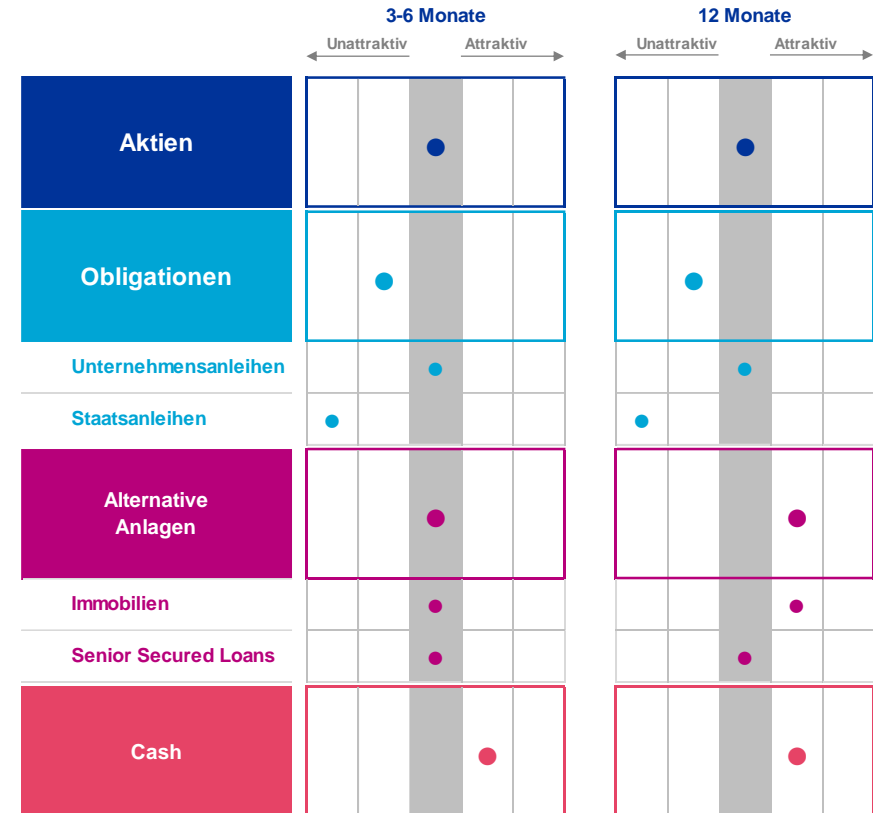 3-6 Monate
12 Monate
Unattraktiv
Attraktiv
Unattraktiv
Attraktiv
Aktien
Obligationen
Unternehmensanleihen
Staatsanleihen
Alternative
Anlagen
Immobilien
Senior Secured Loans
Cash